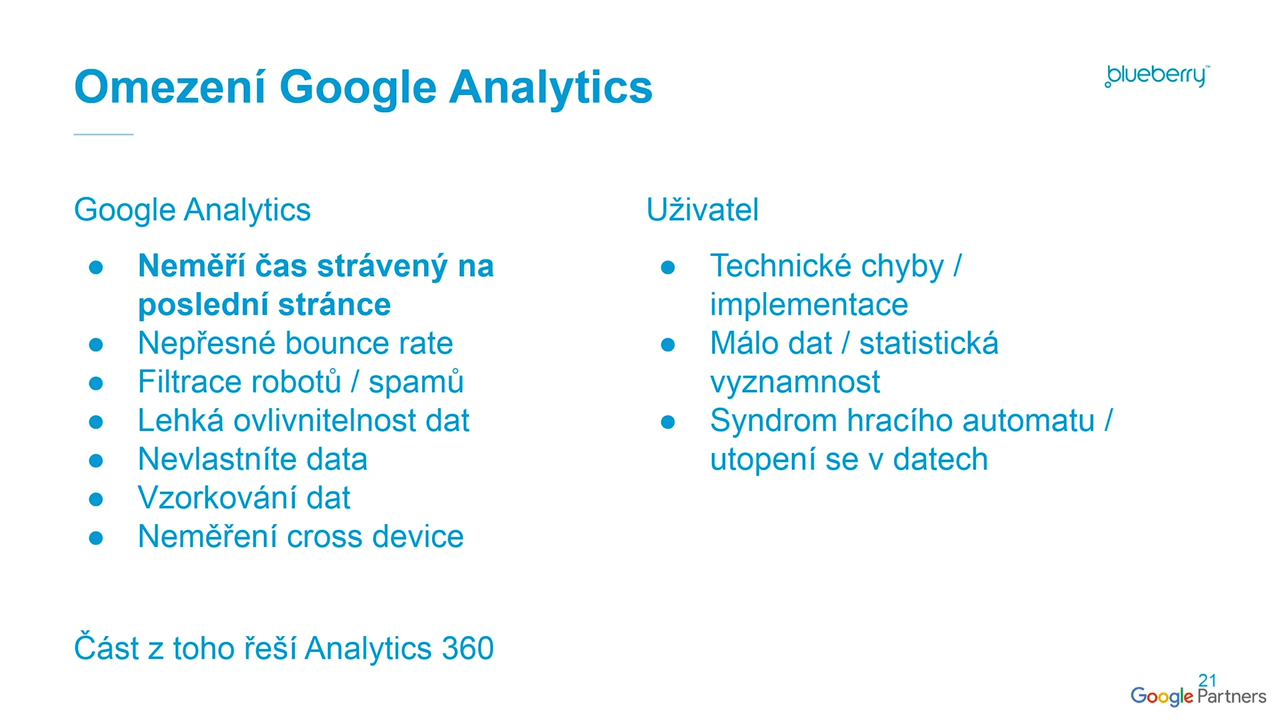 Omezení Google Analytics
blueberry™
Google Analytics
● Neměří čas strávený na
poslední stránce
● Nepřesné bounce rate
● Filtrace robotů / spamů
● Lehká ovlivnitelnost dat
● Nevlastníte data
● Vzorkování dat
● Neměření cross device
Uživatel
● Technické chyby /
implementace
● Málo dat / statistická
vyznamnost
● Syndrom hracího automatu /
utopení se v datech
Část z toho řeší Analytics 360
21
Google Partners